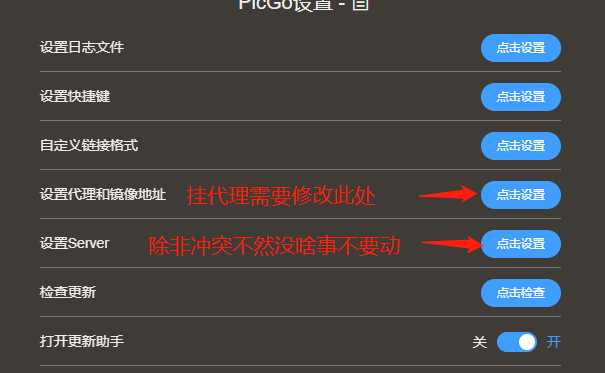 PicGo设置 -
设置日志文件 点击设置
设置快捷键 点击设置
自定义链接格式 点击设置
设置代理和镜像地址 挂代理需要修改此处 点击设置
设置Server 除非冲突不然没啥事不要动 点击设置
检查更新 点击检查
打开更新助手 关 开